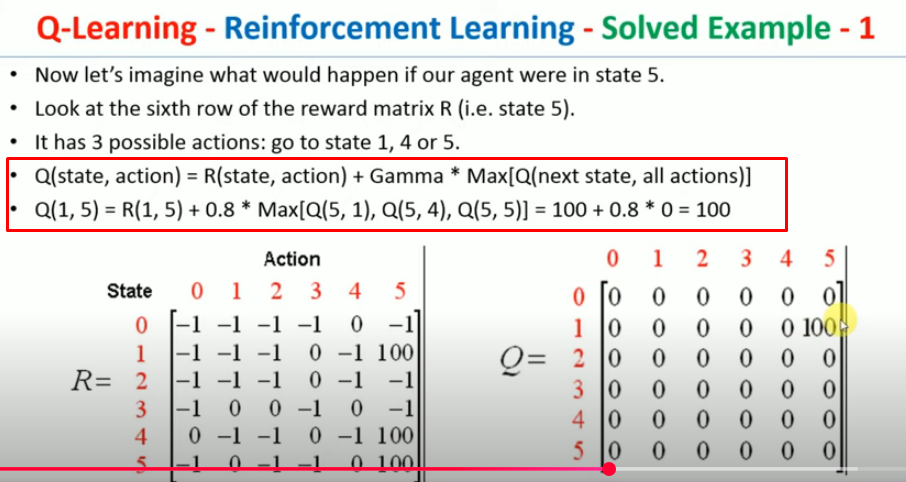 Q-Learning - Reinforcement Learning - Solved Example - 1
• Now let's imagine what would happen if our agent were in state 5.
• Look at the sixth row of the reward matrix R (i.e. state 5).
• It has 3 possible actions: go to state 1, 4 or 5.
• Q(state, action) = R(state, action) + Gamma * Max[Q(next state, all actions)]
• Q(1, 5) = R(1, 5) + 0.8 * Max[Q(5, 1), Q(5, 4), Q(5, 5)] = 100 + 0.8 * 0 = 100
Action
State 0 1 2 3 4 5
0 −1 −1 −1 −1 0 −1
1 −1 −1 −1 0 −1 100
R= 2 −1 −1 −1 0 −1 −1
3 −1 0 0 −1 0 −1
4 0 −1 −1 0 −1 100
5 −1 0 −1 −1 0 100
0 1 2 3 4 5
0 0 0 0 0 0 0
1 0 0 0 0 0 100
Q= 2 0 0 0 0 0 0
3 0 0 0 0 0 0
4 0 0 0 0 0 0
5 0 0 0 0 0 0